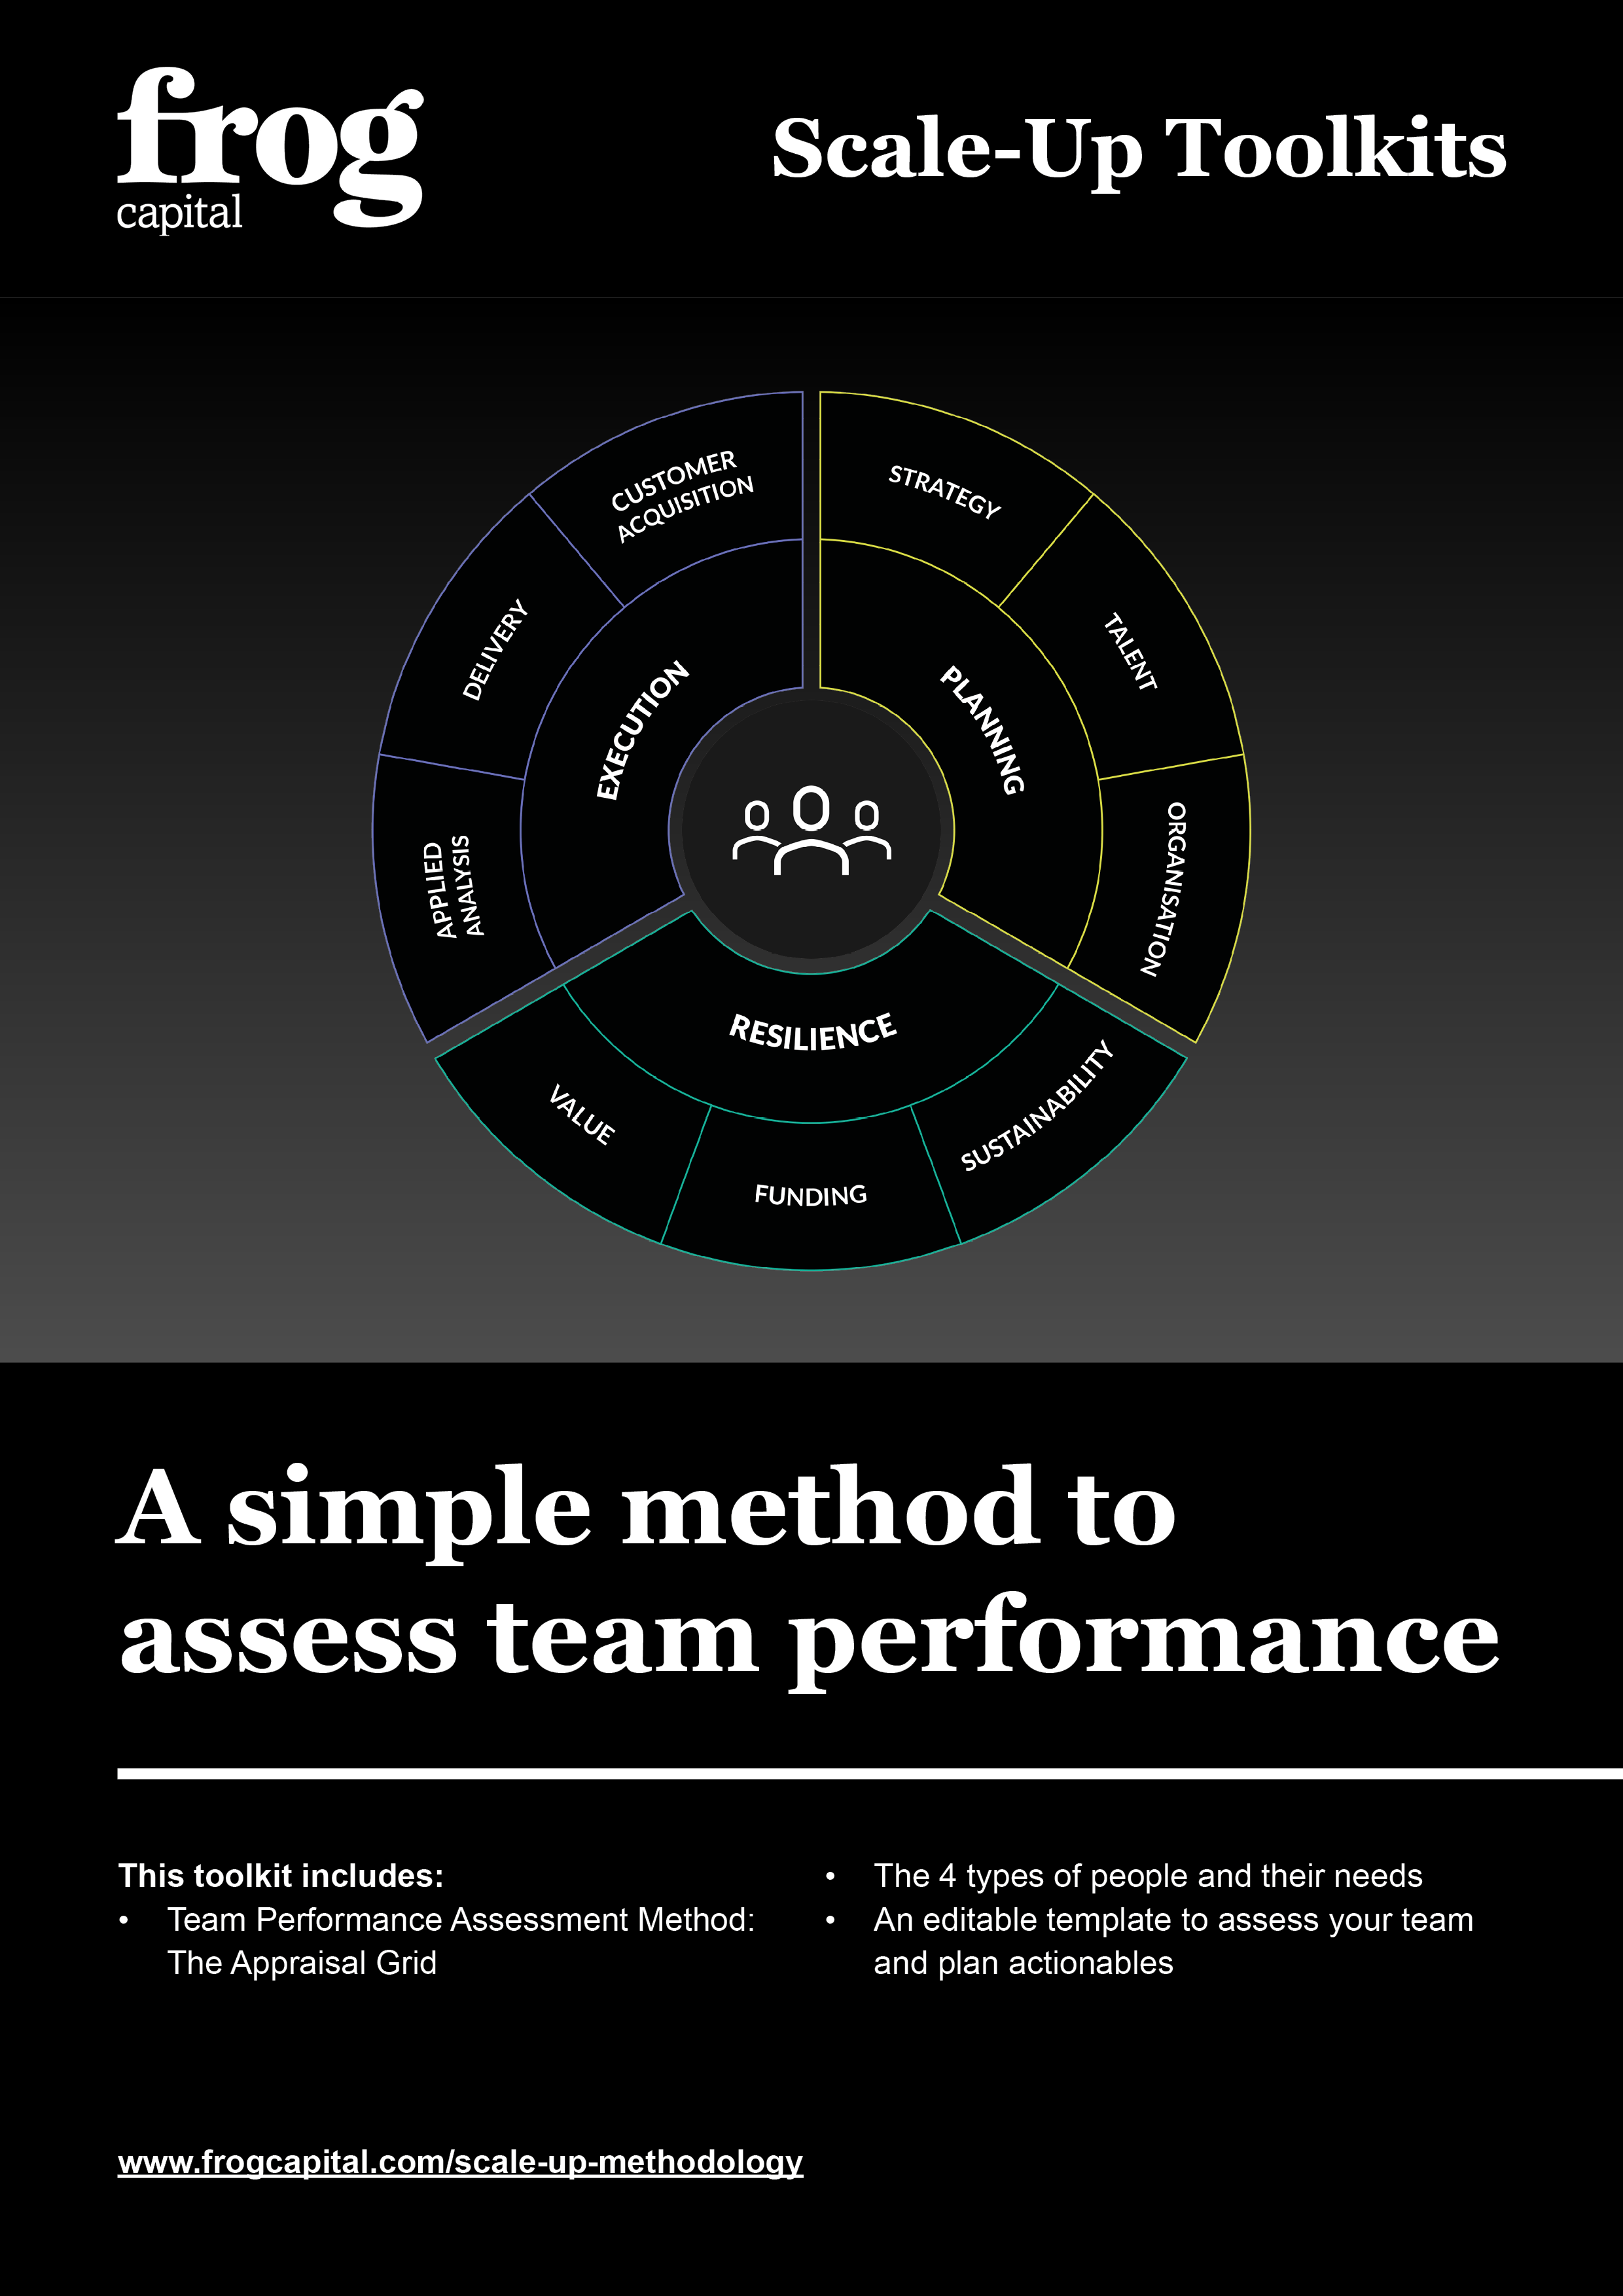 frog
capital
Scale-Up Toolkits
CUSTOMER
ACQUISITION
STRATEGY
DELIVERY
TALENT
EXECUTION
PLANNING
APPLIED
ANALYSIS
ORGANISATION
RESILIENCE
VALUE
FUNDING
SUSTAINABILITY
A simple method to
assess team performance
This toolkit includes:
• Team Performance Assessment Method:
The Appraisal Grid
• The 4 types of people and their needs
• An editable template to assess your team
and plan actionables
www.frogcapital.com/scale-up-methodology